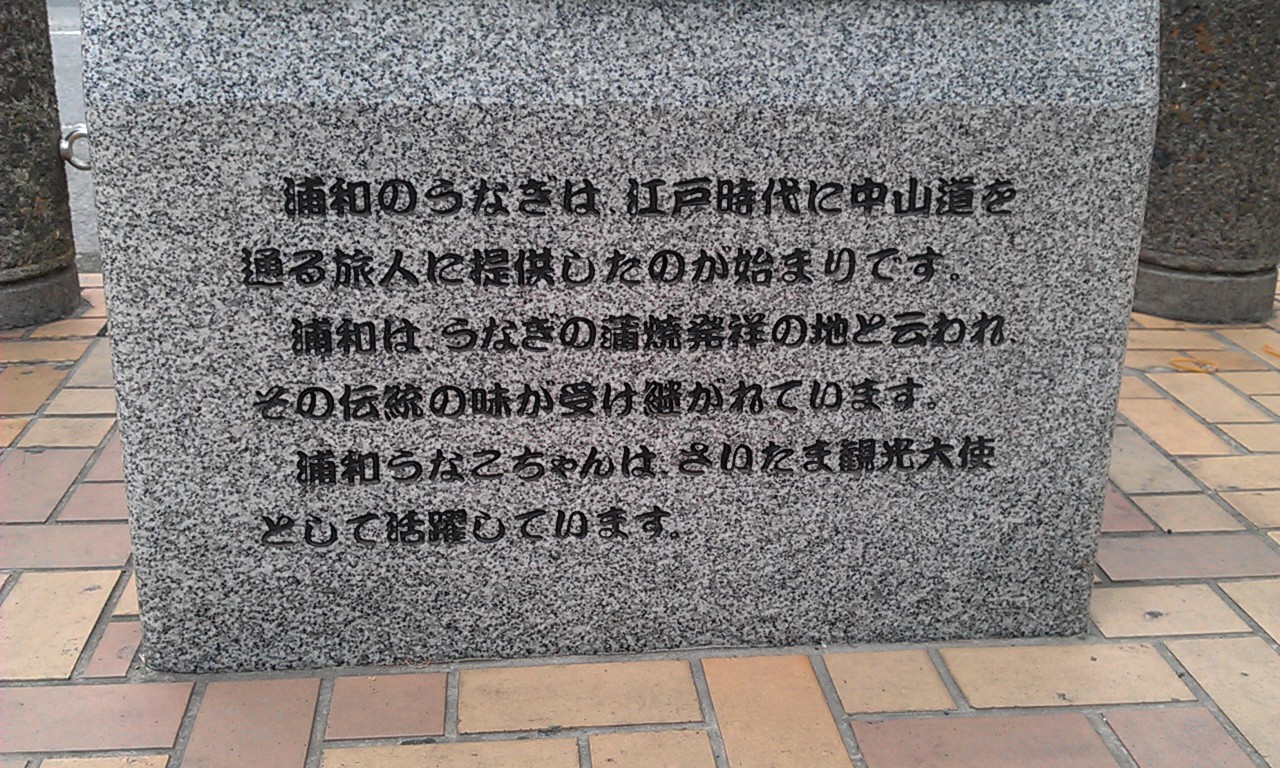 浦和のうなぎは、江戸時代に中山道を
通る旅人に提供したのが始まりです。
浦和は、うなぎの蒲焼発祥の地と云われ、
その伝統の味が受け継がれています。
浦和うなこちゃんは、さいたま観光大使
として活躍しています。